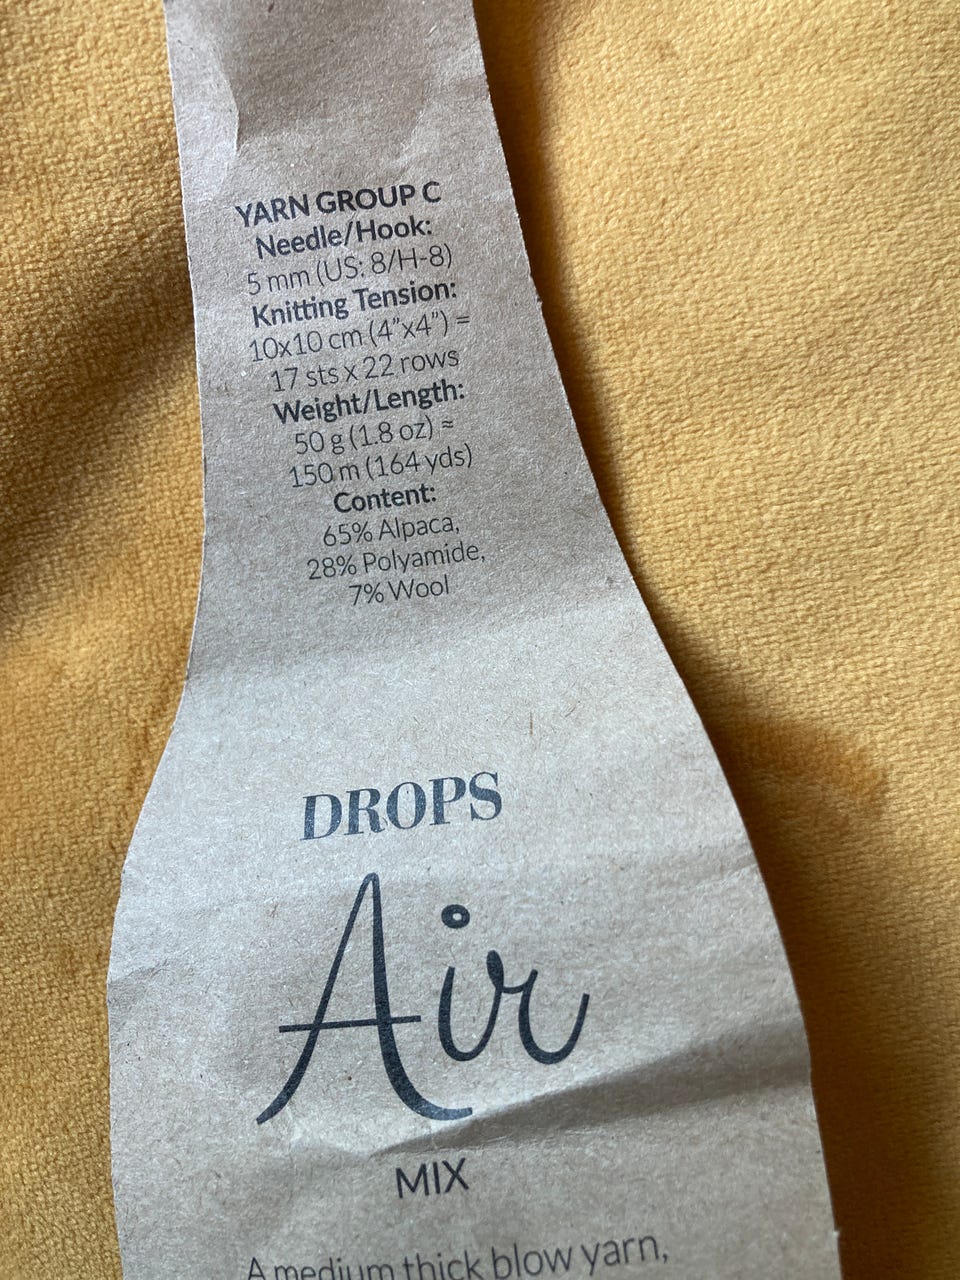 YARN GROUP C
Needle/Hook:
5 mm (US: 8/H-8)
Knitting Tension:
10x10 cm (4”x4”) =
17 sts x 22 rows
Weight/Length:
50 g (1.8 oz) ≈
150 m (164 yds)
Content:
65% Alpaca,
28% Polyamide,
7% Wool
DROPS
Air
MIX
A medium thick blow yarn,